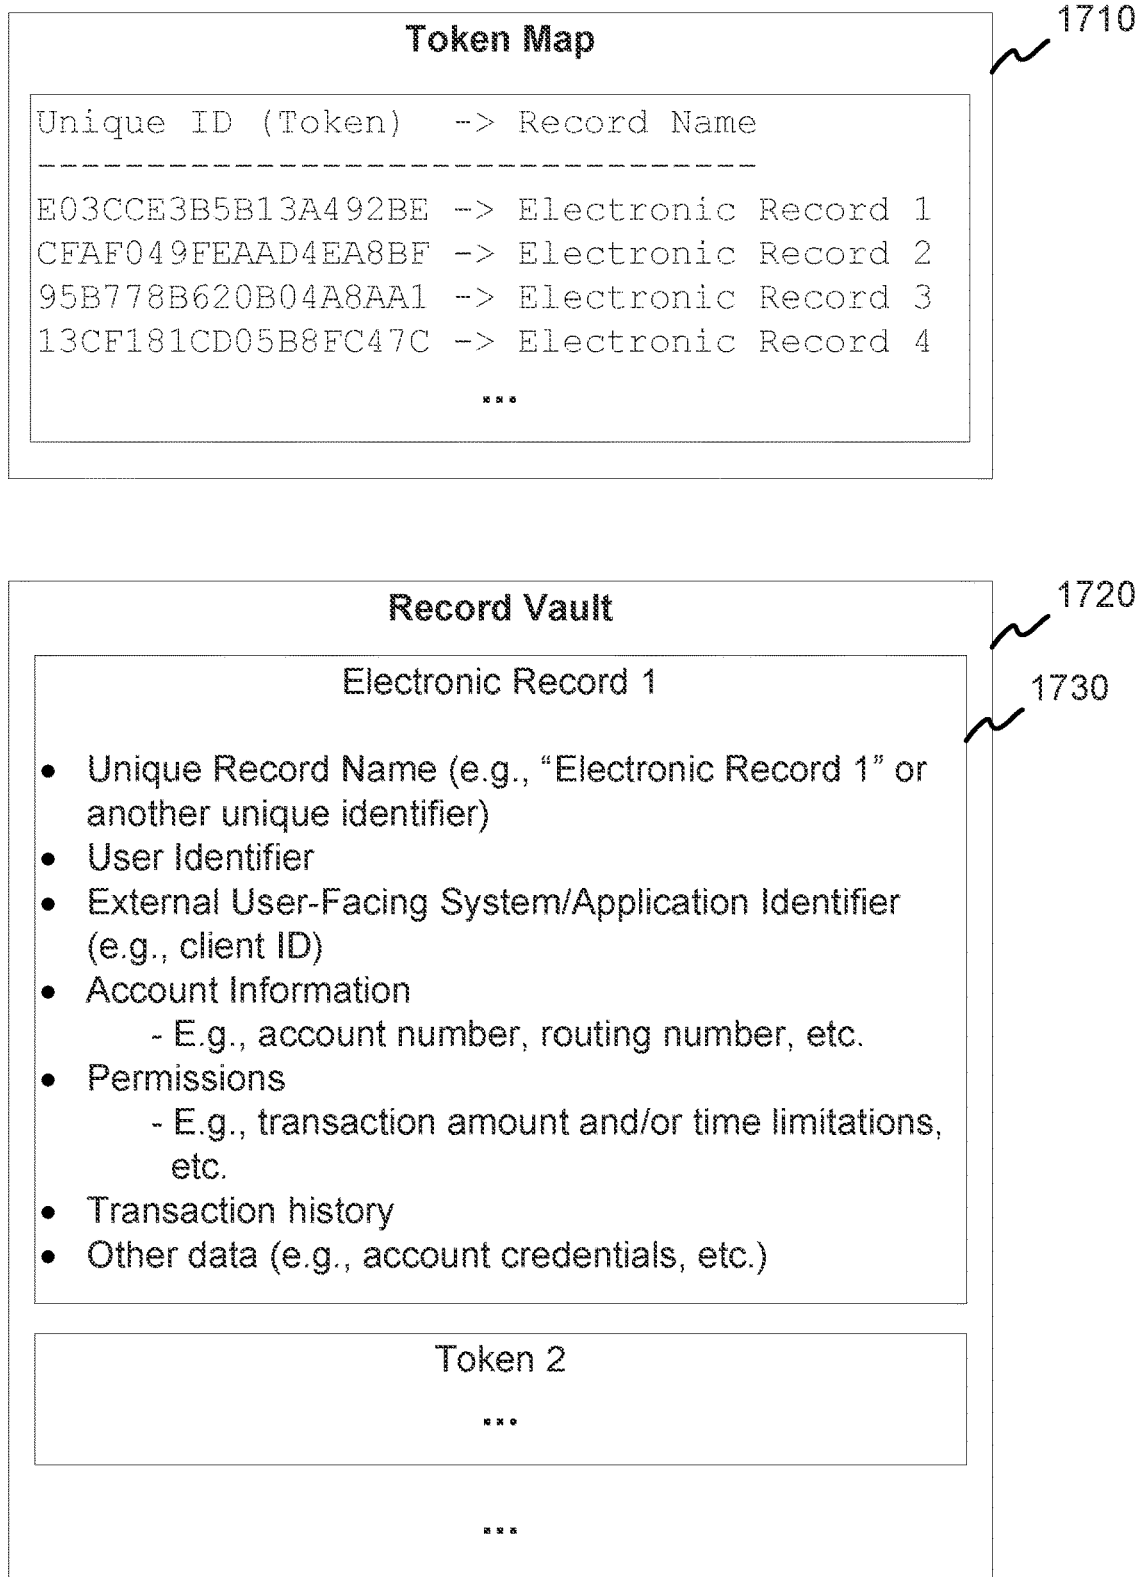 1710
Token Map
Unique ID (Token) -> Record Name
---------------------------------
E03CCE3B5B13A492BE -> Electronic Record 1
CFAF049FEAAD4EA8BF -> Electronic Record 2
95B778B620B04A8AA1 -> Electronic Record 3
13CF181CD05B8FC47C -> Electronic Record 4
...
1720
Record Vault
1730
Electronic Record 1
• Unique Record Name (e.g., “Electronic Record 1” or
another unique identifier)
• User Identifier
• External User-Facing System/Application Identifier
(e.g., client ID)
• Account Information
- E.g., account number, routing number, etc.
• Permissions
- E.g., transaction amount and/or time limitations,
etc.
• Transaction history
• Other data (e.g., account credentials, etc.)
Token 2
...
...